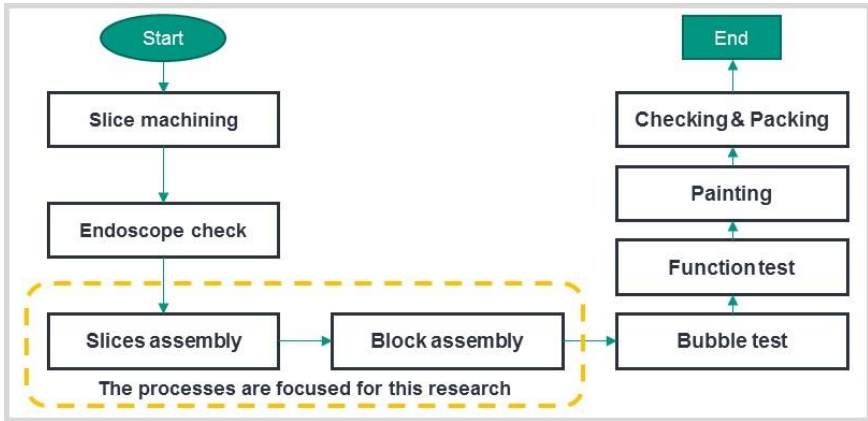 Start
Slice machining
Endoscope check
Slices assembly
Block assembly
The processes are focused for this research
Bubble test
Function test
Painting
Checking & Packing
End